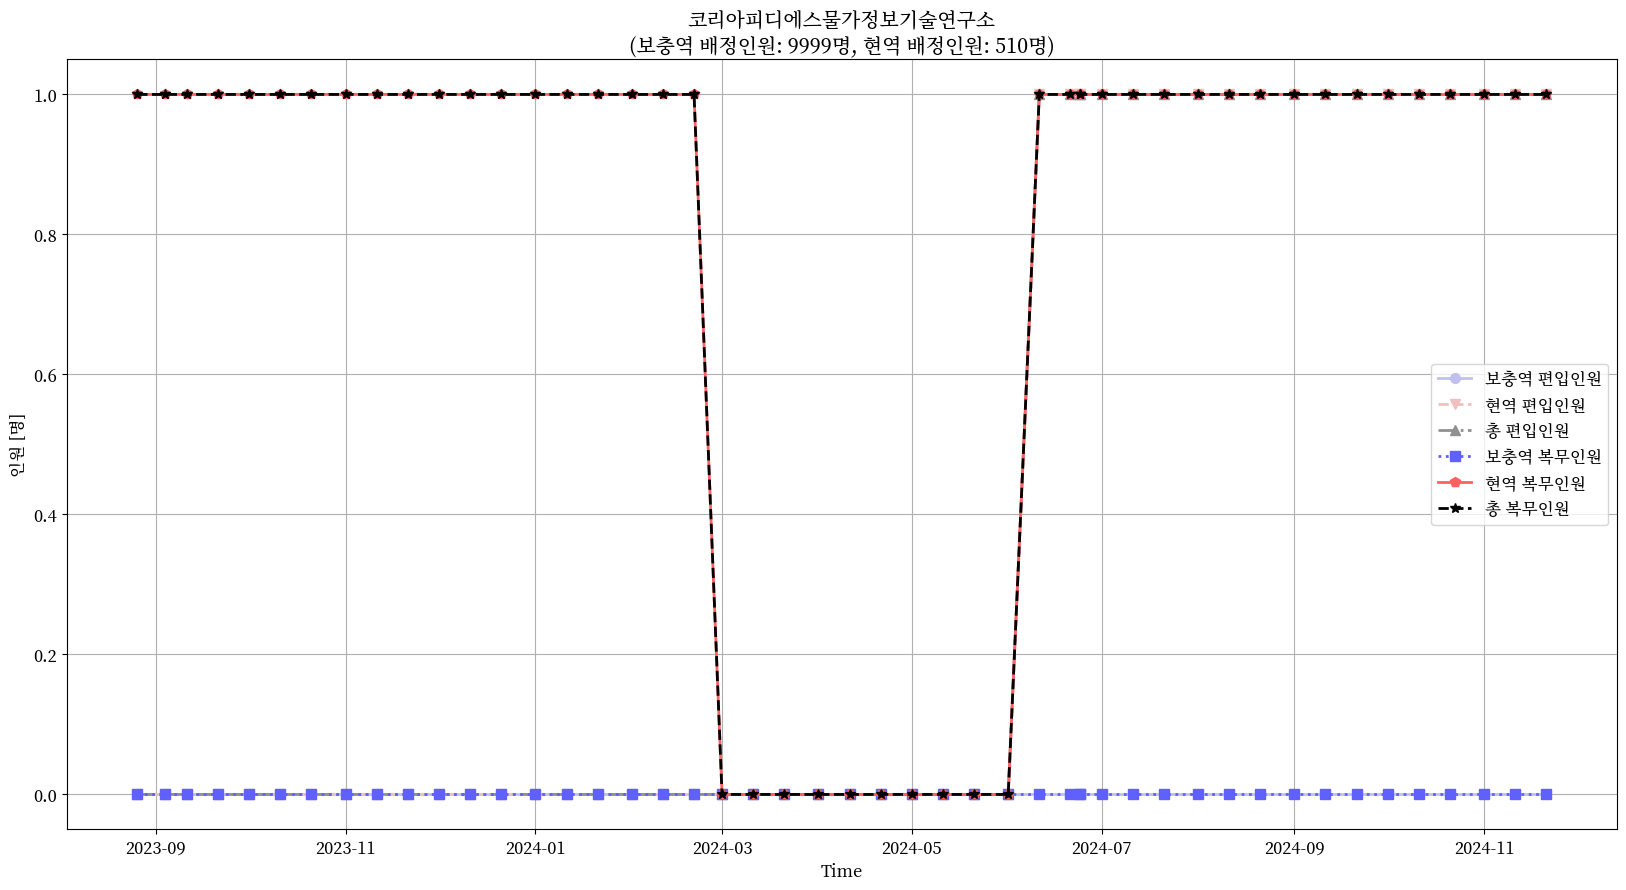 코리아피디에스물가정보기술연구소
(보충역 배정인원: 9999명, 현역 배정인원: 510명)
인원 [명]
1.0
0.8
0.6
0.4
0.2
0.0
보충역 편입인원
현역 편입인원
총 편입인원
보충역 복무인원
현역 복무인원
총 복무인원
2023-09 2023-11 2024-01 2024-03 2024-05 2024-07 2024-09 2024-11
Time